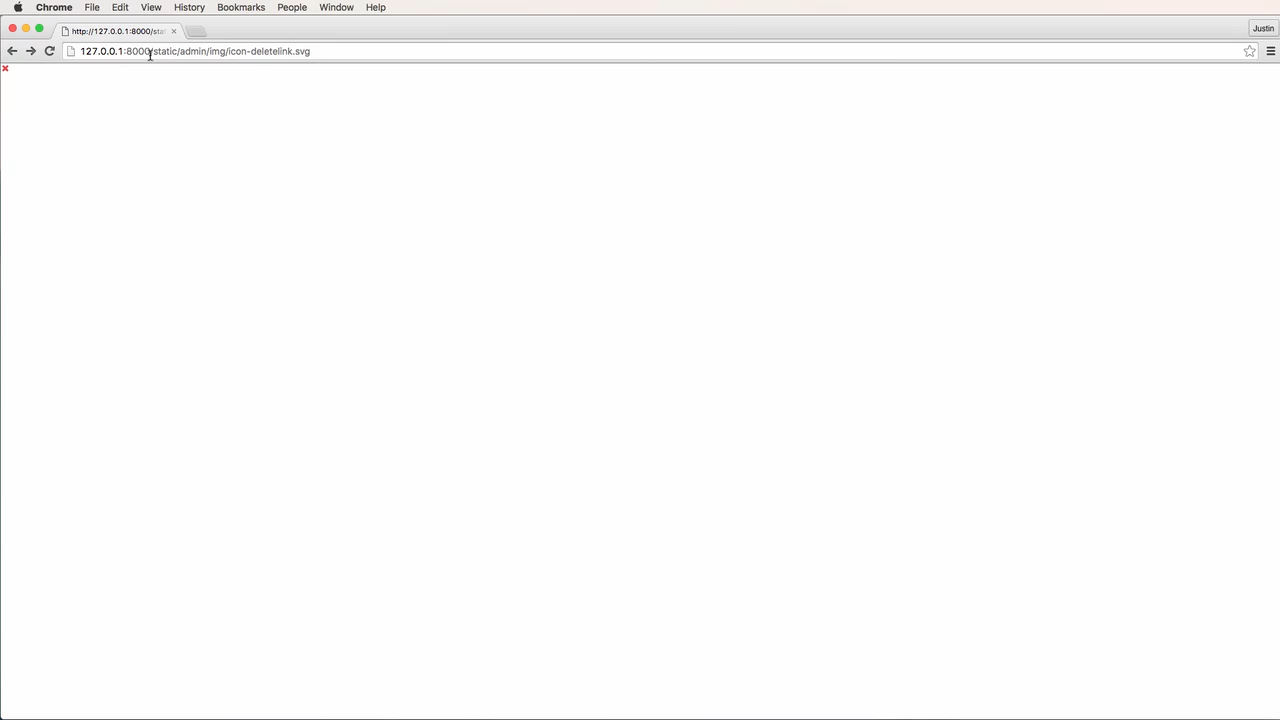 Chrome File Edit View History Bookmarks People Window Help
http://127.0.0.1:8000/sta
Justin
127.0.0.1:8000/static/admin/img/icon-deletelink.svg